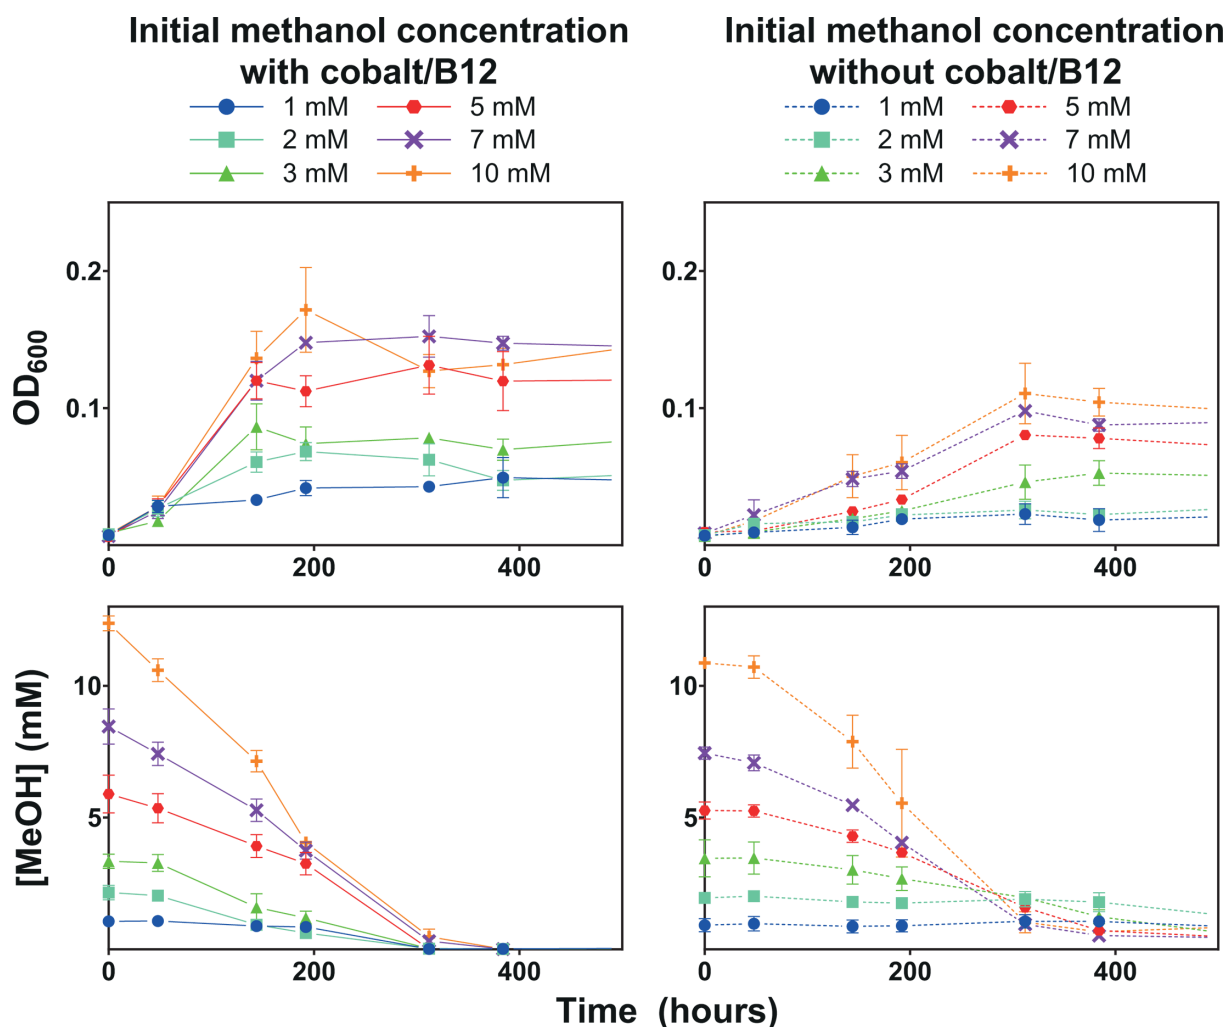 Initial methanol concentration
with cobalt/B12
1 mM 5 mM
2 mM 7 mM
3 mM 10 mM
Initial methanol concentration
without cobalt/B12
1 mM 5 mM
2 mM 7 mM
3 mM 10 mM
OD600
0.2
0.1
0 200 400
0.2
0.1
0 200 400
[MeOH] (mM)
10
5
0 200 400
10
5
0 200 400
Time (hours)